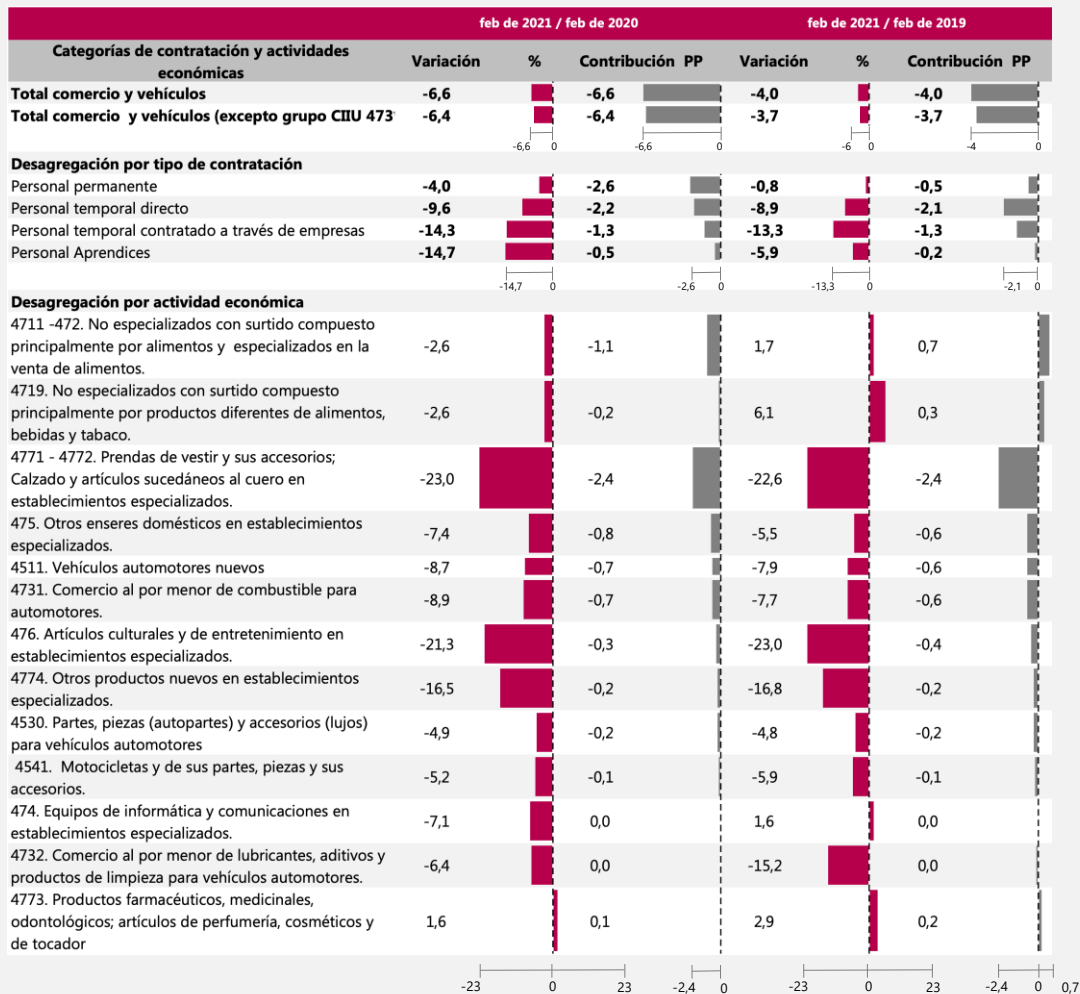 feb de 2021 / feb de 2020 feb de 2021 / feb de 2019
Categorías de contratación y actividades
económicas
Variación % Contribución PP Variación % Contribución PP
Total comercio y vehículos -6,6 -6,6 -4,0 -4,0
Total comercio y vehículos (excepto grupo CIIU 473 -6,4 -6,4 -3,7 -3,7
-6,6 0 -6,6 0 -6 0 -4 0
Desagregación por tipo de contratación
Personal permanente -4,0 -2,6 -0,8 -0,5
Personal temporal directo -9,6 -2,2 -8,9 -2,1
Personal temporal contratado a través de empresas -14,3 -1,3 -13,3 -1,3
Personal Aprendices -14,7 -0,5 -5,9 -0,2
-14,7 0 -2,6 0 -13,3 0 -2,1 0
Desagregación por actividad económica
4711 -472. No especializados con surtido compuesto
principalmente por alimentos y especializados en la
venta de alimentos.
-2,6 -1,1 1,7 0,7
4719. No especializados con surtido compuesto
principalmente por productos diferentes de alimentos,
bebidas y tabaco.
-2,6 -0,2 6,1 0,3
4771 - 4772. Prendas de vestir y sus accesorios;
Calzado y artículos sucedáneos al cuero en
establecimientos especializados.
-23,0 -2,4 -22,6 -2,4
475. Otros enseres domésticos en establecimientos
especializados.
-7,4 -0,8 -5,5 -0,6
4511. Vehículos automotores nuevos -8,7 -0,7 -7,9 -0,6
4731. Comercio al por menor de combustible para
automotores.
-8,9 -0,7 -7,7 -0,6
476. Artículos culturales y de entretenimiento en
establecimientos especializados.
-21,3 -0,3 -23,0 -0,4
4774. Otros productos nuevos en establecimientos
especializados.
-16,5 -0,2 -16,8 -0,2
4530. Partes, piezas (autopartes) y accesorios (lujos)
para vehículos automotores
-4,9 -0,2 -4,8 -0,2
4541. Motocicletas y de sus partes, piezas y sus
accesorios.
-5,2 -0,1 -5,9 -0,1
474. Equipos de informática y comunicaciones en
establecimientos especializados.
-7,1 0,0 1,6 0,0
4732. Comercio al por menor de lubricantes, aditivos y
productos de limpieza para vehículos automotores.
-6,4 0,0 -15,2 0,0
4773. Productos farmacéuticos, medicinales,
odontológicos; artículos de perfumería, cosméticos y
de tocador
1,6 0,1 2,9 0,2
-23 0 23 -2,4 0 -23 0 23 -2,4 0 0,7